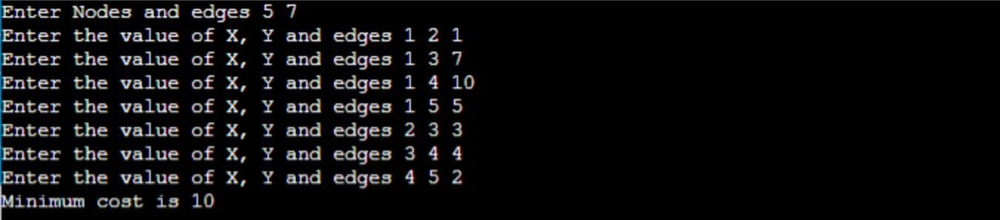 Enter Nodes and edges 5 7
Enter the value of X, Y and edges 1 2 1
Enter the value of X, Y and edges 1 3 7
Enter the value of X, Y and edges 1 4 10
Enter the value of X, Y and edges 1 5 5
Enter the value of X, Y and edges 2 3 3
Enter the value of X, Y and edges 3 4 4
Enter the value of X, Y and edges 4 5 2
Minimum cost is 10